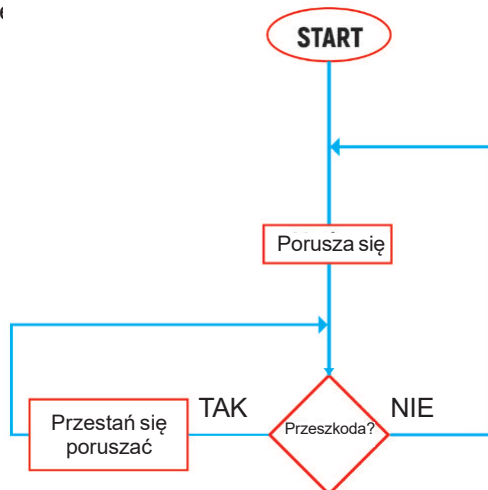 START
Porusza się
TAK
Przeszkoda?
NIE
Przestań się
poruszać